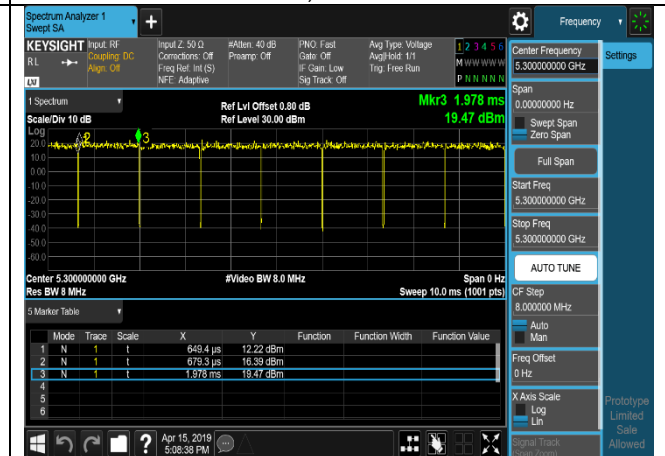 Spectrum Analyzer 1
Swept SA
Frequency
KEYSIGHT
Input: RF
Coupling: DC
Align: Off
Input Z: 50 Ω
Corrections: Off
Freq Ref: Int (S)
NFE: Adaptive
#Atten: 40 dB
Preamp: Off
PNO: Fast
Gate: Off
IF Gain: Low
Sig Track: Off
Avg Type: Voltage
Avg|Hold: 1/1
Trig: Free Run
1 2 3 4 5 6
M W W W W W
P N N N N N
R L
LXI
1 Spectrum
Scale/Div 10 dB
Ref Lvl Offset 0.80 dB
Ref Level 30.00 dBm
Mkr3 1.978 ms
19.47 dBm
Log
20.0
10.0
0.00
-10.0
-20.0
-30.0
-40.0
-50.0
-60.0
2
3
Center 5.300000000 GHz
Res BW 8 MHz
#Video BW 8.0 MHz
Span 0 Hz
Sweep 10.0 ms (1001 pts)
5 Marker Table
Mode Trace Scale X Y Function Function Width Function Value
1 N 1 t 649.4 µs 12.22 dBm
2 N 1 t 679.3 µs 16.39 dBm
3 N 1 t 1.978 ms 19.47 dBm
4
5
6
?
Apr 15, 2019
5:08:38 PM
Center Frequency
5.300000000 GHz
Settings
Span
0.00000000 Hz
Swept Span
Zero Span
Full Span
Start Freq
5.300000000 GHz
Stop Freq
5.300000000 GHz
AUTO TUNE
CF Step
8.000000 MHz
Auto
Man
Freq Offset
0 Hz
X Axis Scale
Log
Lin
Signal Track
(Span Zoom)
Prototype
Limited
Sale
Allowed